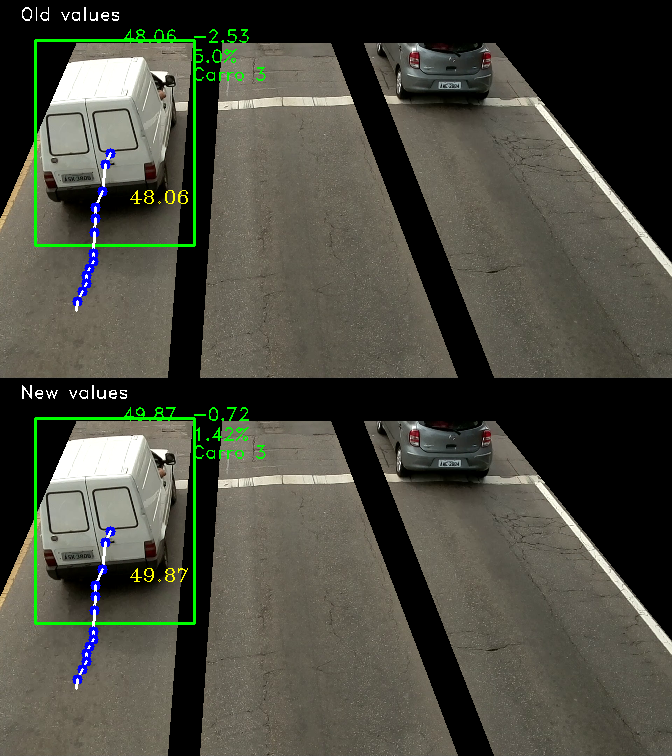 Old values
48.06 -2.53
5.0%
Carro 3
48.06
New values
49.87 -0.72
1.42%
Carro 3
49.87